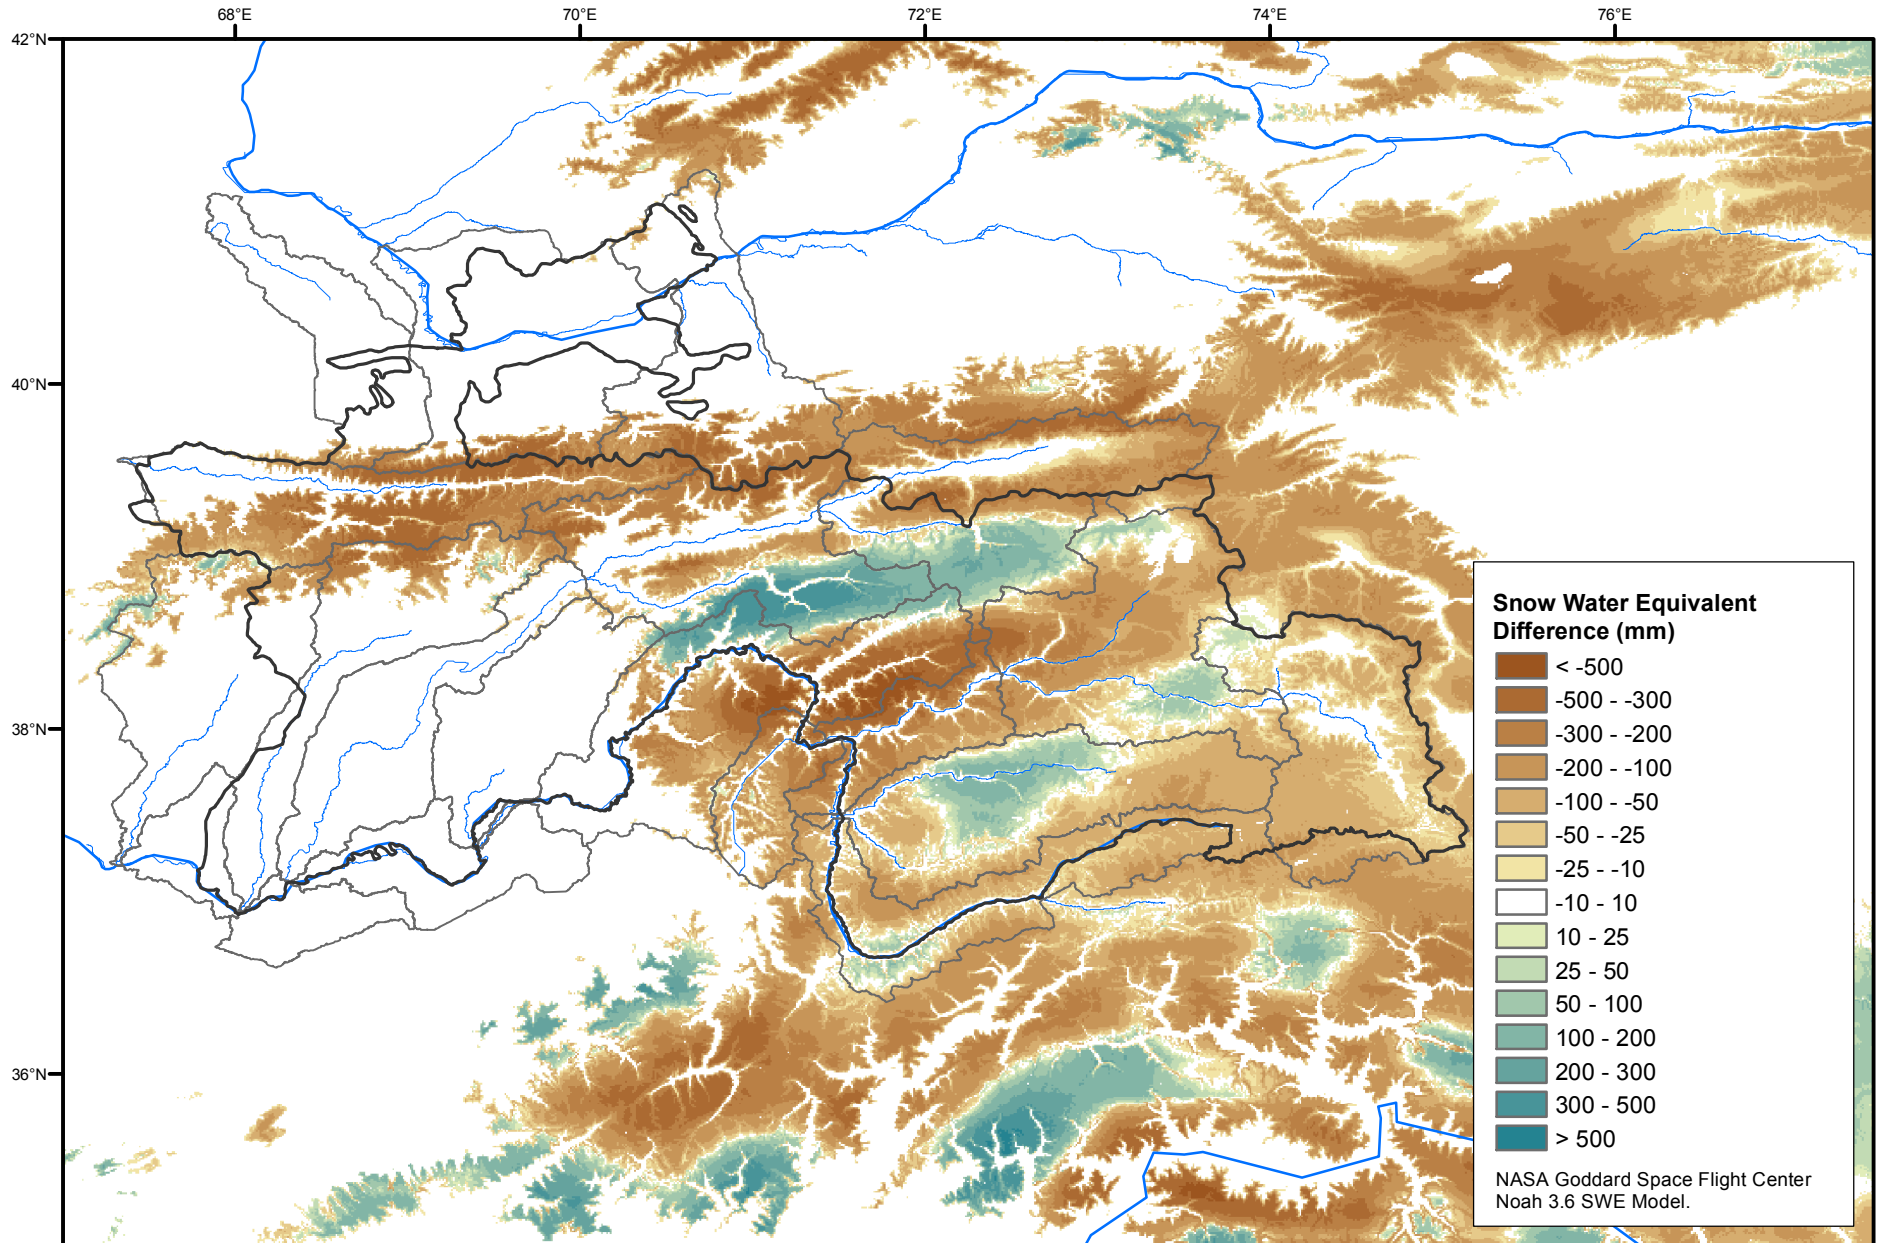 68°E 70°E 72°E 74°E 76°E
42°N
40°N
38°N
36°N
Snow Water Equivalent
Difference (mm)
< -500
-500 - -300
-300 - -200
-200 - -100
-100 - -50
-50 - -25
-25 - -10
-10 - 10
10 - 25
25 - 50
50 - 100
100 - 200
200 - 300
300 - 500
> 500
NASA Goddard Space Flight Center
Noah 3.6 SWE Model.